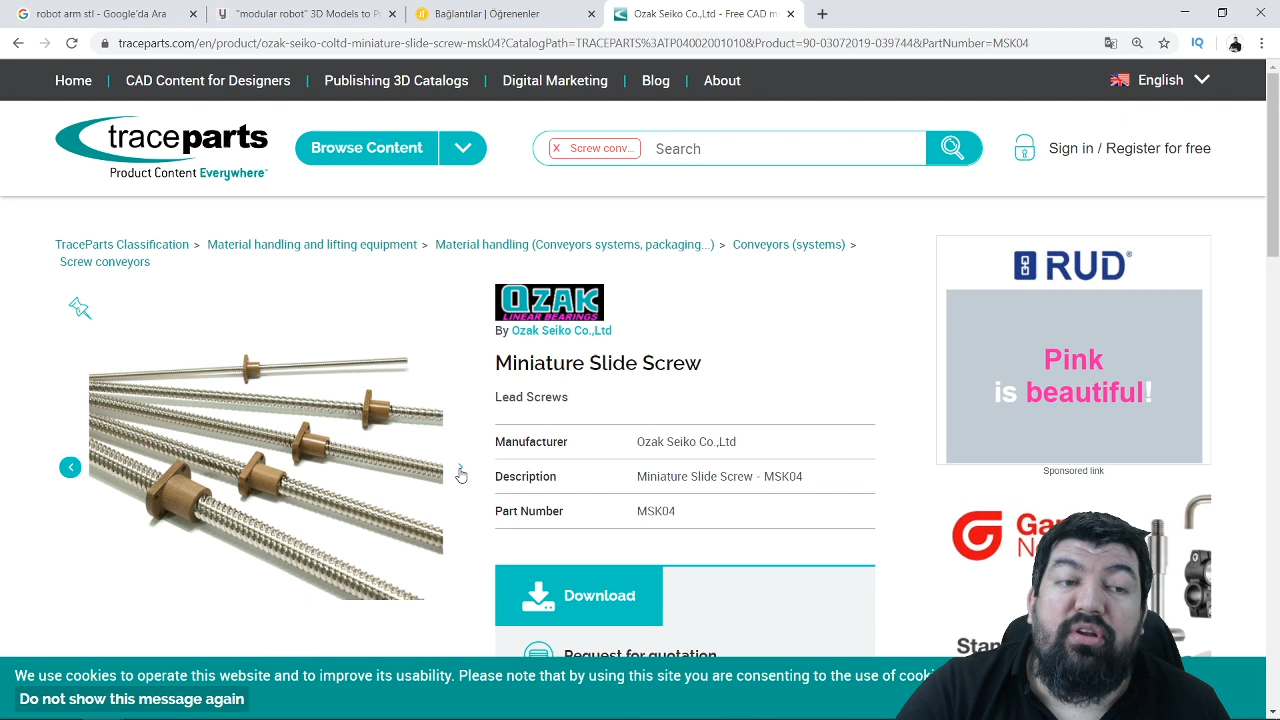 robot arm stl - Google'da Ara
"modular robot" 3D Models to P
Bağlantılar | Öğrenenler
Ozak Seiko Co.,Ltd - Free CAD m
traceparts.com/en/product/ozak-seiko-coltd-miniature-slide-screw-msk04?CatalogPath=TRACEPARTS%3ATP04002001010&Product=90-03072019-039744&PartNumber=MSK04
IQ
Home | CAD Content for Designers | Publishing 3D Catalogs | Digital Marketing | Blog | About
English
traceparts
Product Content Everywhere
Browse Content
X Screw conv...
Search
Sign in / Register for free
TraceParts Classification > Material handling and lifting equipment > Material handling (Conveyors systems, packaging...) > Conveyors (systems) >
Screw conveyors
OZAK
LINEAR BEARINGS
By Ozak Seiko Co.,Ltd
Miniature Slide Screw
Lead Screws
Manufacturer Ozak Seiko Co.,Ltd
Description Miniature Slide Screw - MSK04
Part Number MSK04
Download
Request for quotation
RUD®
Pink
is beautiful!
Sponsored link
We use cookies to operate this website and to improve its usability. Please note that by using this site you are consenting to the use of
Do not show this message again